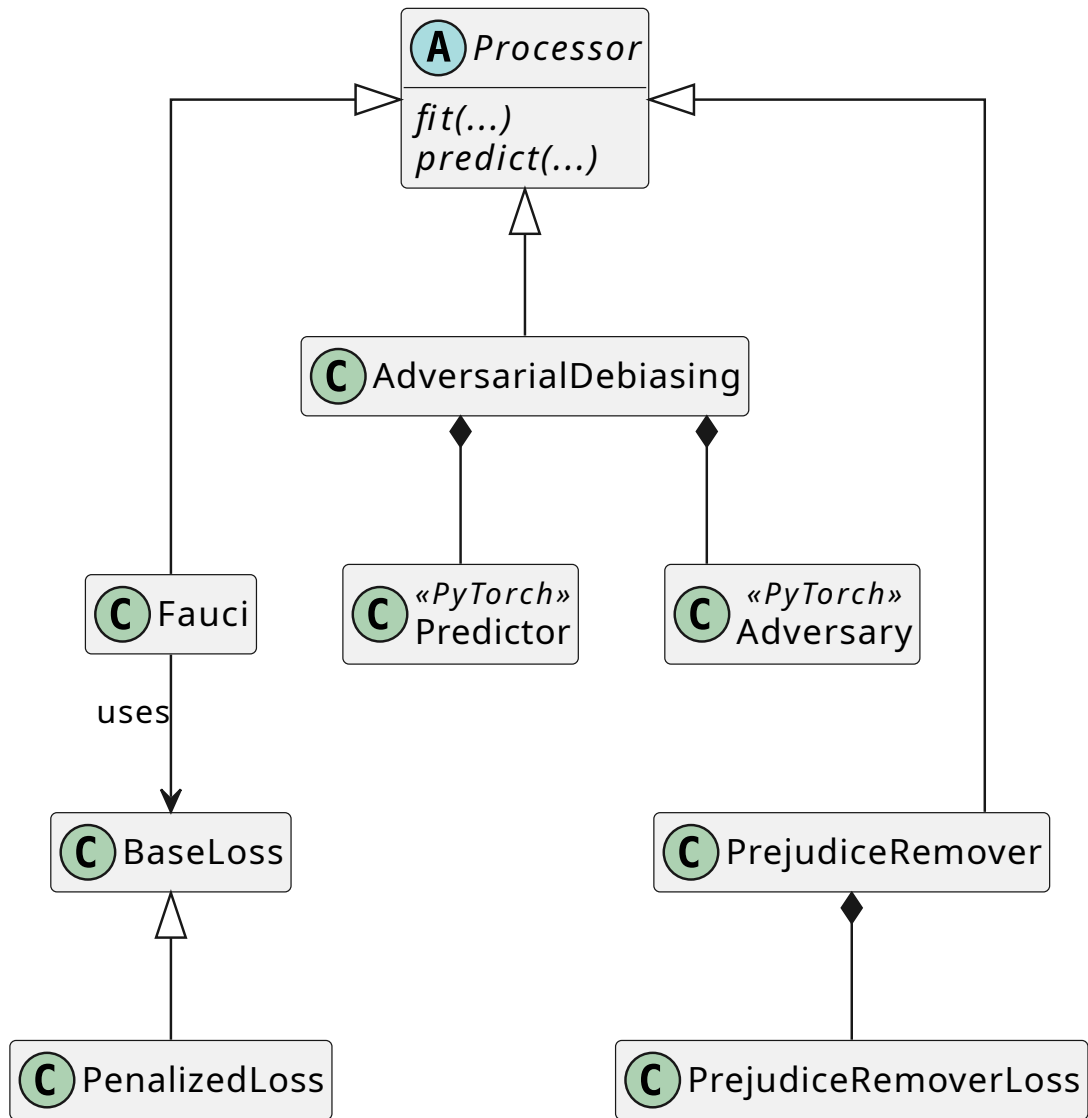 A Processor
fit(...)
predict(...)
C AdversarialDebiasing
C Fauci
C «PyTorch»
Predictor
C «PyTorch»
Adversary
uses
C BaseLoss
C PrejudiceRemover
C PenalizedLoss
C PrejudiceRemoverLoss